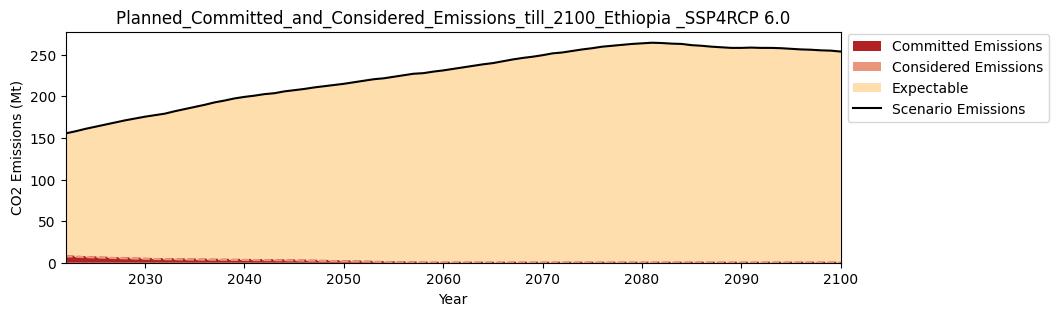 Planned_Committed_and_Considered_Emissions_till_2100_Ethiopia _SSP4RCP 6.0
Committed Emissions
Considered Emissions
Expectable
Scenario Emissions
CO2 Emissions (Mt)
250
200
150
100
50
0
2030 2040 2050 2060 2070 2080 2090 2100
Year